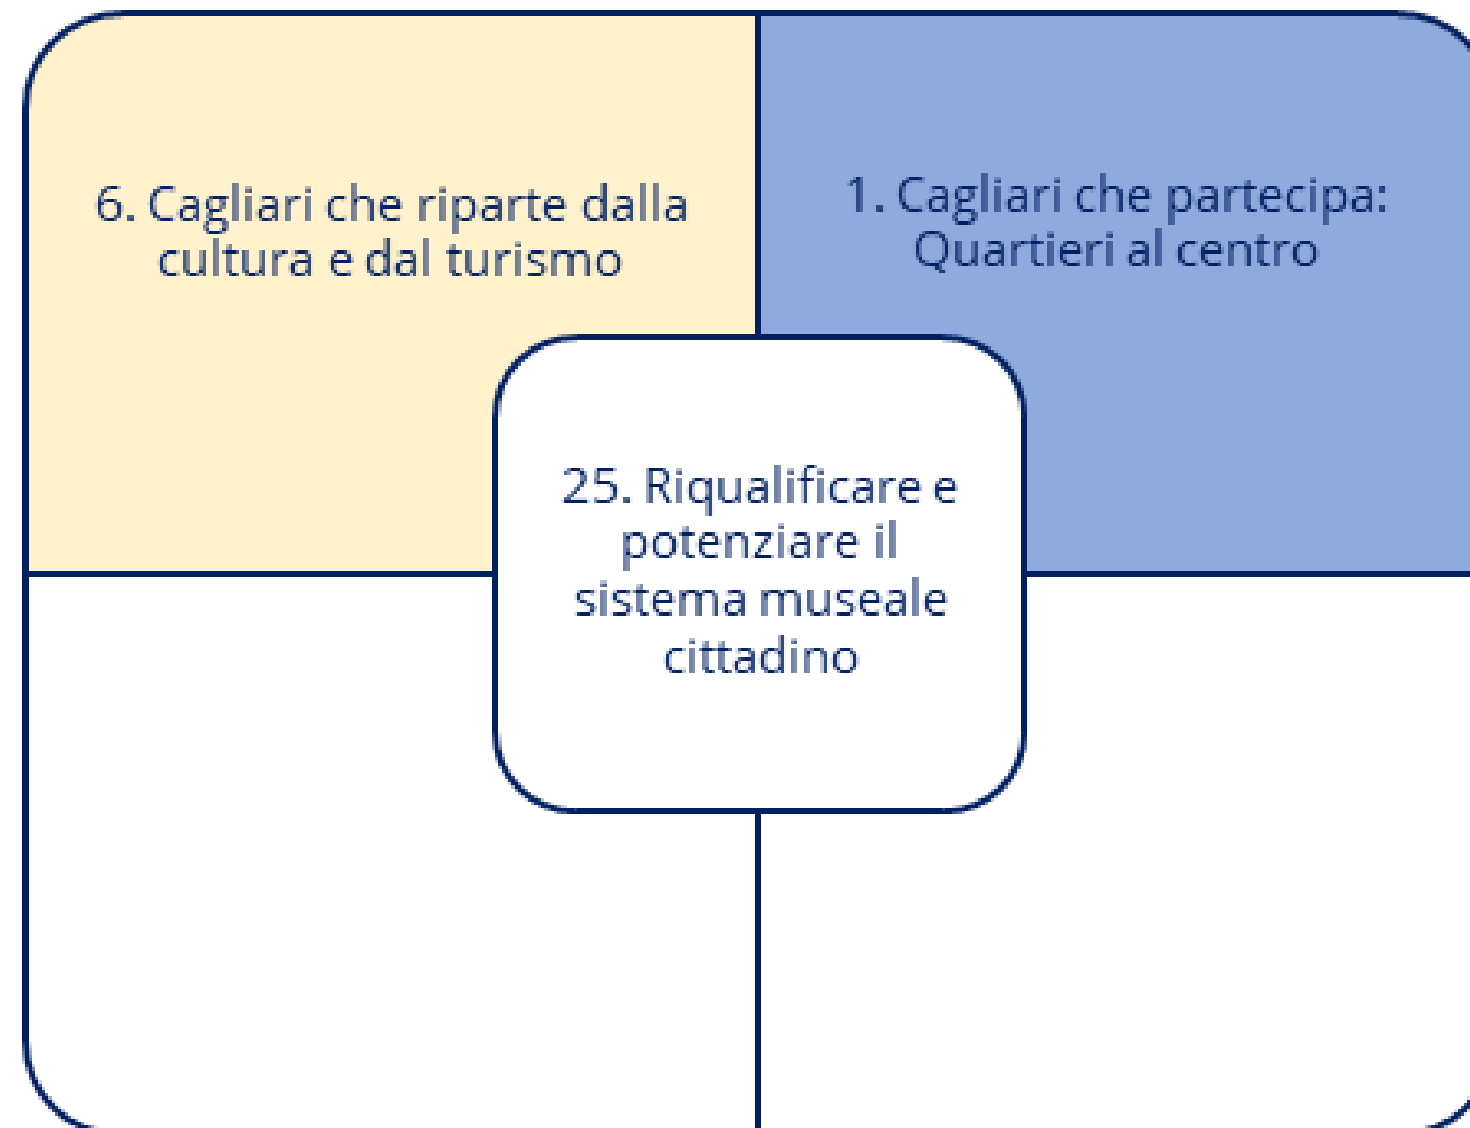 6. Cagliari che riparte dalla
cultura e dal turismo
1. Cagliari che partecipa:
Quartieri al centro
25. Riqualificare e
potenziare il
sistema museale
cittadino